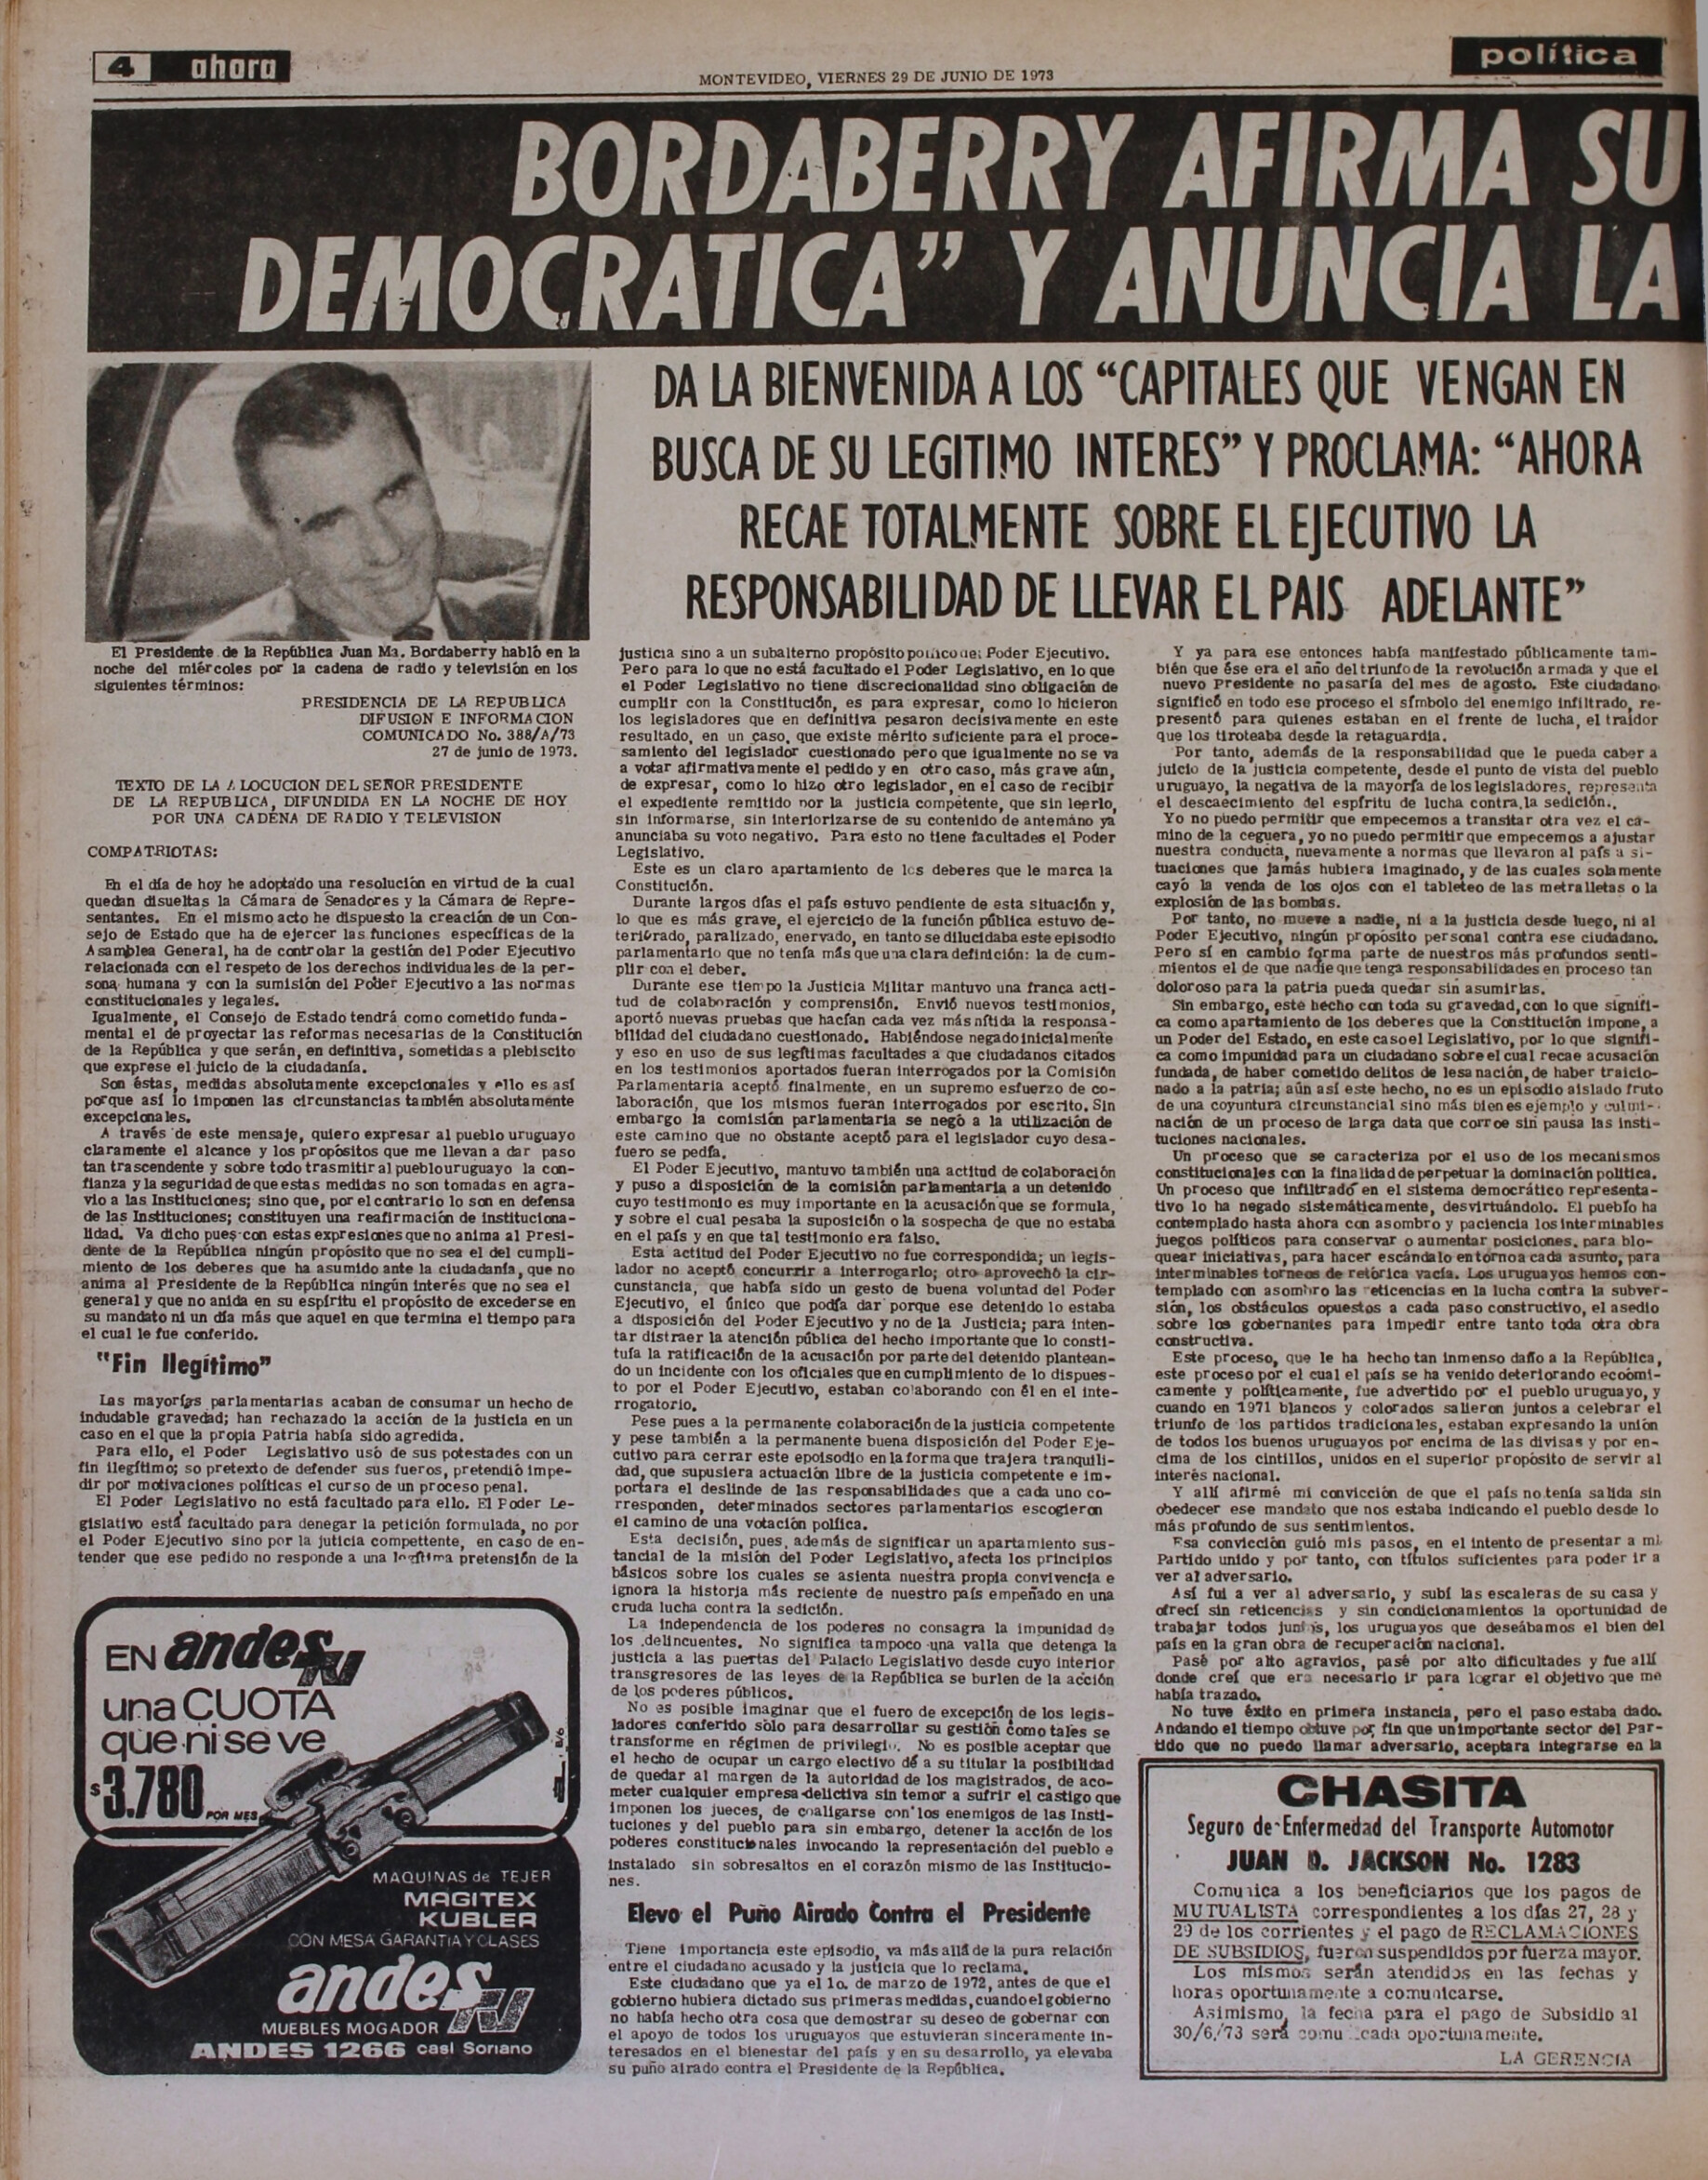 4 ahora
MONTEVIDEO, VIERNES 29 DE JUNIO DE 1973
política
BORDABERRY AFIRMA SU
DEMOCRATICA” Y ANUNCIA LA
DA LA BIENVENIDA A LOS “CAPITALES QUE VENGAN EN
BUSCA DE SU LEGITIMO INTERES” Y PROCLAMA: “AHORA
RECAE TOTALMENTE SOBRE EL EJECUTIVO LA
RESPONSABILIDAD DE LLEVAR EL PAIS ADELANTE”
El Presidente de la República Juan Ma. Bordaberry habló en la
noche del miércoles por la cadena de radio y televisión en los
siguientes términos:
PRESIDENCIA DE LA REPUBLICA
DIFUSION E INFORMACION
COMUNICADO No. 388/A/73
27 de junio de 1973.
TEXTO DE LA ALOCUCION DEL SEÑOR PRESIDENTE
DE LA REPUBLICA, DIFUNDIDA EN LA NOCHE DE HOY
POR UNA CADENA DE RADIO Y TELEVISION
COMPATRIOTAS:
En el día de hoy he adoptado una resolución en virtud de la cual
quedan disueltas la Cámara de Senadores y la Cámara de Repre-
sentantes. En el mismo acto he dispuesto la creación de un Con-
sejo de Estado que ha de ejercer las funciones específicas de la
Asamblea General, ha de controlar la gestión del Poder Ejecutivo
relacionada con el respeto de los derechos individuales de la per-
sona humana y con la sumisión del Poder Ejecutivo a las normas
constitucionales y legales.
Igualmente, el Consejo de Estado tendrá como cometido funda-
mental el de proyectar las reformas necesarias de la Constitución
de la República y que serán, en definitiva, sometidas a plebiscito
que exprese el juicio de la ciudadanía.
Son éstas, medidas absolutamente excepcionales y ello es así
porque así lo imponen las circunstancias también absolutamente
excepcionales.
A través de este mensaje, quiero expresar al pueblo uruguayo
claramente el alcance y los propósitos que me llevan a dar paso
tan trascendente y sobre todo trasmitir al pueblo uruguayo la con-
fianza y la seguridad de que estas medidas no son tomadas en agra-
vio a las Instituciones; sino que, por el contrario lo son en defensa
de las Instituciones; constituyen una reafirmación de instituciona-
lidad. Va dicho pues con estas expresiones que no anima al Presi-
dente de la República ningún propósito que no sea el del cumpli-
miento de los deberes que ha asumido ante la ciudadanía, que no
anima al Presidente de la República ningún interés que no sea el
general y que no anida en su espíritu el propósito de excederse en
su mandato ni un día más que aquel en que termina el tiempo para
el cual le fue conferido.
"Fin Ilegítimo”
Las mayorías parlamentarias acaban de consumar un hecho de
indudable gravedad; han rechazado la acción de la justicia en un
caso en el que la propia Patria había sido agredida.
Para ello, el Poder Legislativo usó de sus potestades con un
fin ilegítimo; so pretexto de defender sus fueros, pretendió impe-
dir por motivaciones políticas el curso de un proceso penal.
El Poder Legislativo no está facultado para ello. El Poder Le-
gislativo está facultado para denegar la petición formulada, no por
el Poder Ejecutivo sino por la juticia compettente, en caso de en-
tender que ese pedido no responde a una legítima pretensión de la
EN andes
una CUOTA
que ni se ve
$3.780 POR MES
MAQUINAS de TEJER
MAGITEX
KUBLER
CON MESA GARANTIA Y CLASES
andes
MUEBLES MOGADOR
ANDES 1266 casi Soriano
justicia sino a un subalterno propósito político del Poder Ejecutivo.
Pero para lo que no está facultado el Poder Legislativo, en lo que
el Poder Legislativo no tiene discrecionalidad sino obligación de
cumplir con la Constitución, es para expresar, como lo hicieron
los legisladores que en definitiva pesaron decisivamente en este
resultado, en un caso, que existe mérito suficiente para el proce-
samiento del legislador cuestionado pero que igualmente no se va
a votar afirmativamente el pedido y en otro caso, más grave aún,
de expresar, como lo hizo otro legislador, en el caso de recibir
el expediente remitido por la justicia competente, que sin leerlo,
sin informarse, sin interiorizarse de su contenido de antemáno ya
anunciaba su voto negativo. Para esto no tiene facultades el Poder
Legislativo.
Este es un claro apartamiento de los deberes que le marca la
Constitución.
Durante largos días el país estuvo pendiente de esta situación y,
lo que es más grave, el ejercicio de la función pública estuvo de-
teriorado, paralizado, enervado, en tanto se dilucidaba este episodio
parlamentario que no tenía más que una clara definición: la de cum-
plir con el deber.
Durante ese tiempo la Justicia Militar mantuvo una franca acti-
tud de colaboración y comprensión. Envió nuevos testimonios,
aportó nuevas pruebas que hacían cada vez más nítida la responsa-
bilidad del ciudadano cuestionado. Habiéndose negado inicialmente
y eso en uso de sus legítimas facultades a que ciudadanos citados
en los testimonios aportados fueran interrogados por la Comisión
Parlamentaria aceptó finalmente, en un supremo esfuerzo de co-
laboración, que los mismos fueran interrogados por escrito. Sin
embargo la comisión parlamentaria se negó a la utilización de
este camino que no obstante aceptó para el legislador cuyo desa-
fuero se pedía.
El Poder Ejecutivo, mantuvo también una actitud de colaboración
y puso a disposición de la comisión parlamentaria a un detenido
cuyo testimonio es muy importante en la acusación que se formula,
y sobre el cual pesaba la suposición o la sospecha de que no estaba
en el país y en que tal testimonio era falso.
Esta actitud del Poder Ejecutivo no fue correspondida; un legis-
lador no aceptó concurrir a interrogarlo; otro aprovechó la cir-
cunstancia, que había sido un gesto de buena voluntad del Poder
Ejecutivo, el único que podía dar porque ese detenido lo estaba
a disposición del Poder Ejecutivo y no de la Justicia; para inten-
tar distraer la atención pública del hecho importante que lo consti-
tuía la ratificación de la acusación por parte del detenido plantean-
do un incidente con los oficiales que en cumplimiento de lo dispues-
to por el Poder Ejecutivo, estaban colaborando con él en el inte-
rrogatorio.
Pese pues a la permanente colaboración de la justicia competente
y pese también a la permanente buena disposición del Poder Eje-
cutivo para cerrar este epoisodio en la forma que trajera tranquili-
dad, que supusiera actuación libre de la justicia competente e im-
portara el deslinde de las responsabilidades que a cada uno co-
rresponden, determinados sectores parlamentarios escogieron
el camino de una votación polfica.
Esta decisión, pues, además de significar un apartamiento sus-
tancial de la misión del Poder Legislativo, afecta los principios
básicos sobre los cuales se asienta nuestra propia convivencia e
ignora la historia más reciente de nuestro país empeñado en una
cruda lucha contra la sedición.
La independencia de los poderes no consagra la impunidad de
los delincuentes. No significa tampoco una valla que detenga la
justicia a las puertas del Palacio Legislativo desde cuyo interior
transgresores de las leyes de la República se burlen de la acción
de los poderes públicos.
No es posible imaginar que el fuero de excepción de los legis-
ladores conferido sólo para desarrollar su gestión como tales se
transforme en régimen de privilegio. No es posible aceptar que
el hecho de ocupar un cargo electivo dé a su titular la posibilidad
de quedar al margen de la autoridad de los magistrados, de aco-
meter cualquier empresa delictiva sin temor a sufrir el castigo que
imponen los jueces, de coaligarse con los enemigos de las Insti-
tuciones y del pueblo para sin embargo, detener la acción de los
poderes constitucionales invocando la representación del pueblo e
instalado sin sobresaltos en el corazón mismo de las Institucio-
nes.
Elevo el Puño Airado Contra el Presidente
Tiene importancia este episodio, va más allá de la pura relación
entre el ciudadano acusado y la justicia que lo reclama.
Este ciudadano que ya el 1o. de marzo de 1972, antes de que el
gobierno hubiera dictado sus primeras medidas, cuando el gobierno
no había hecho otra cosa que demostrar su deseo de gobernar con
el apoyo de todos los uruguayos que estuvieran sinceramente in-
teresados en el bienestar del país y en su desarrollo, ya elevaba
su puño airado contra el Presidente de la República.
Y ya para ese entonces había manifestado públicamente tam-
bién que ése era el año del triunfo de la revolución armada y que el
nuevo Presidente no pasaría del mes de agosto. Este ciudadano
significó en todo ese proceso el símbolo del enemigo infiltrado, re-
presentó para quienes estaban en el frente de lucha, el traidor
que los tiroteaba desde la retaguardia.
Por tanto, además de la responsabilidad que le pueda caber a
juicio de la justicia competente, desde el punto de vista del pueblo
uruguayo, la negativa de la mayoría de los legisladores, representa
el descaecimiento del espíritu de lucha contra la sedición.
Yo no puedo permitir que empecemos a transitar otra vez el ca-
mino de la ceguera, yo no puedo permitir que empecemos a ajustar
nuestra conducta, nuevamente a normas que llevaron al país a si-
tuaciones que jamás hubiera imaginado, y de las cuales solamente
cayó la venda de los ojos con el tableteo de las metralletas o la
explosión de las bombas.
Por tanto, no mueve a nadie, ni a la justicia desde luego, ni al
Poder Ejecutivo, ningún propósito personal contra ese ciudadano.
Pero sí en cambio forma parte de nuestros más profundos senti-
mientos el de que nadie que tenga responsabilidades en proceso tan
doloroso para la patria pueda quedar sin asumirlas.
Sin embargo, este hecho con toda su gravedad, con lo que signifi-
ca como apartamiento de los deberes que la Constitución impone, a
un Poder del Estado, en este caso el Legislativo, por lo que signifi-
ca como impunidad para un ciudadano sobre el cual recae acusación
fundada, de haber cometido delitos de lesa nación, de haber traicio-
nado a la patria; aún así este hecho, no es un episodio aislado fruto
de una coyuntura circunstancial sino más bien es ejemplo y culmi-
nación de un proceso de larga data que corroe sin pausa las insti-
tuciones nacionales.
Un proceso que se caracteriza por el uso de los mecanismos
constitucionales con la finalidad de perpetuar la dominación política.
Un proceso que infiltrado en el sistema democrático representa-
tivo lo ha negado sistemáticamente, desvirtuándolo. El pueblo ha
contemplado hasta ahora con asombro y paciencia los interminables
juegos políticos para conservar o aumentar posiciones, para blo-
quear iniciativas, para hacer escándalo en torno a cada asunto, para
interminables torneos de retórica vacía. Los uruguayos hemos con-
templado con asombro las reticencias en la lucha contra la subver-
sión, los obstáculos opuestos a cada paso constructivo, el asedio
sobre los gobernantes para impedir entre tanto toda otra obra
constructiva.
Este proceso, que le ha hecho tan inmenso daño a la República,
este proceso por el cual el país se ha venido deteriorando ecoómi-
camente y políticamente, fue advertido por el pueblo uruguayo, y
cuando en 1971 blancos y colorados salieron juntos a celebrar el
triunfo de los partidos tradicionales, estaban expresando la unión
de todos los buenos uruguayos por encima de las divisas y por en-
cima de los cintillos, unidos en el superior propósito de servir al
interés nacional.
Y allí afirmé mi convicción de que el país no tenía salida sin
obedecer ese mandato que nos estaba indicando el pueblo desde lo
más profundo de sus sentimientos.
Esa convicción guió mis pasos, en el intento de presentar a mi
Partido unido y por tanto, con títulos suficientes para poder ir a
ver al adversario.
Así fui a ver al adversario, y subí las escaleras de su casa y
ofrecí sin reticencias y sin condicionamientos la oportunidad de
trabajar todos juntos, los uruguayos que deseábamos el bien del
país en la gran obra de recuperación nacional.
Pasé por alto agravios, pasé por alto dificultades y fue allí
donde creí que era necesario ir para lograr el objetivo que me
había trazado.
No tuve éxito en primera instancia, pero el paso estaba dado.
Andando el tiempo obtuve por fin que un importante sector del Par-
tido que no puedo llamar adversario, aceptara integrarse en la
CHASITA
Seguro de Enfermedad del Transporte Automotor
JUAN D. JACKSON No. 1283
Comunica a los beneficiarios que los pagos de
MUTUALISTA correspondientes a los días 27, 28 y
29 de los corrientes y el pago de RECLAMACIONES
DE SUBSIDIOS, fueron suspendidos por fuerza mayor.
Los mismos serán atendidos en las fechas y
horas oportunamente a comunicarse.
Asimismo, la fecha para el pago de Subsidio al
30/6/73 será comunicada oportunamente.
LA GERENCIA